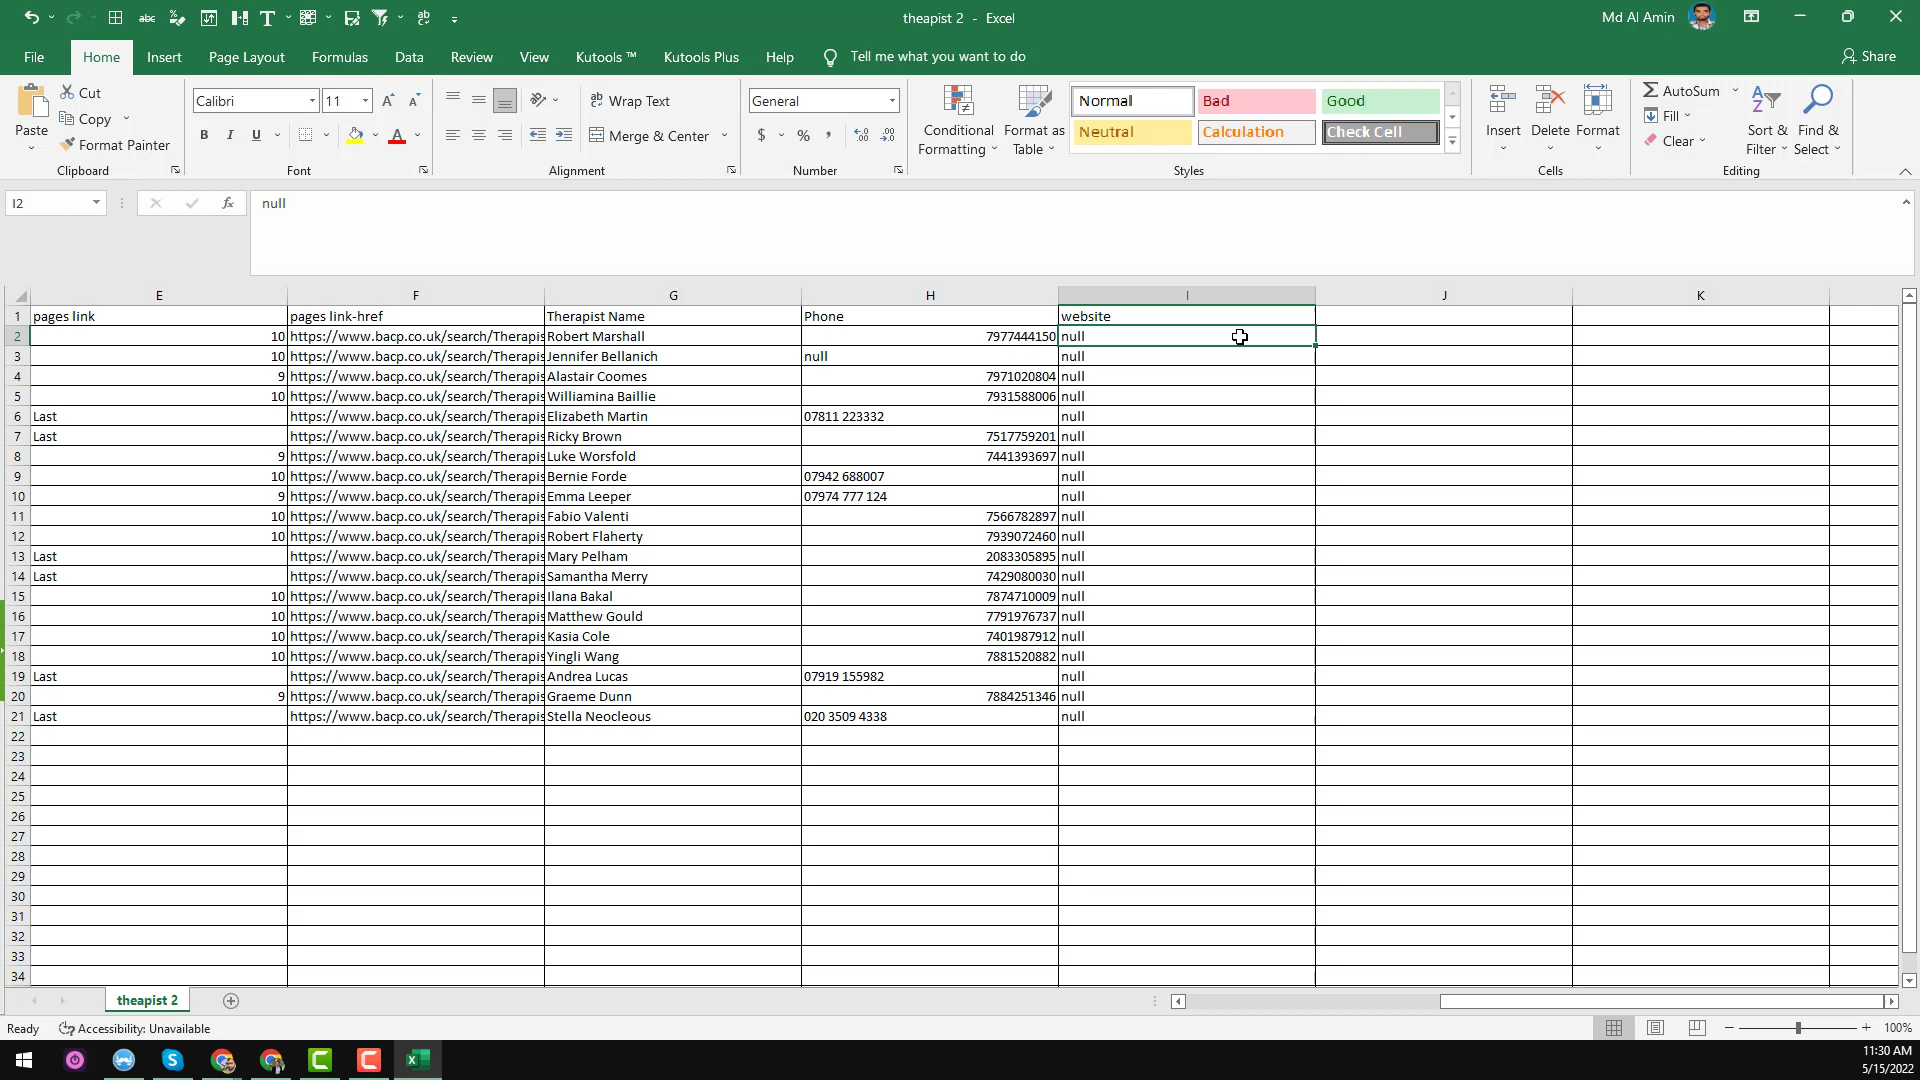 theapist 2 - Excel
Md Al Amin
File Home Insert Page Layout Formulas Data Review View Kutools ™ Kutools Plus Help Tell me what you want to do Share
Paste
Cut
Copy
Format Painter
Clipboard
Calibri 11
B I U
Font
Wrap Text
Merge & Center
Alignment
General
$ % ,
Number
Conditional Formatting
Format as Table
Normal Bad Good
Neutral Calculation Check Cell
Styles
Insert Delete Format
Cells
AutoSum
Fill
Clear
Sort & Filter
Find & Select
Editing
I2 fx null
E F G H I J K
1 pages link pages link-href Therapist Name Phone website
2 10 https://www.bacp.co.uk/search/Therapis Robert Marshall 7977444150 null
3 10 https://www.bacp.co.uk/search/Therapis Jennifer Bellanich null null
4 9 https://www.bacp.co.uk/search/Therapis Alastair Coomes 7971020804 null
5 10 https://www.bacp.co.uk/search/Therapis Williamina Baillie 7931588006 null
6 Last https://www.bacp.co.uk/search/Therapis Elizabeth Martin 07811 223332 null
7 Last https://www.bacp.co.uk/search/Therapis Ricky Brown 7517759201 null
8 9 https://www.bacp.co.uk/search/Therapis Luke Worsfold 7441393697 null
9 10 https://www.bacp.co.uk/search/Therapis Bernie Forde 07942 688007 null
10 9 https://www.bacp.co.uk/search/Therapis Emma Leeper 07974 777 124 null
11 10 https://www.bacp.co.uk/search/Therapis Fabio Valenti 7566782897 null
12 10 https://www.bacp.co.uk/search/Therapis Robert Flaherty 7939072460 null
13 Last https://www.bacp.co.uk/search/Therapis Mary Pelham 2083305895 null
14 Last https://www.bacp.co.uk/search/Therapis Samantha Merry 7429080030 null
15 10 https://www.bacp.co.uk/search/Therapis Ilana Bakal 7874710009 null
16 10 https://www.bacp.co.uk/search/Therapis Matthew Gould 7791976737 null
17 10 https://www.bacp.co.uk/search/Therapis Kasia Cole 7401987912 null
18 10 https://www.bacp.co.uk/search/Therapis Yingli Wang 7881520882 null
19 Last https://www.bacp.co.uk/search/Therapis Andrea Lucas 07919 155982 null
20 9 https://www.bacp.co.uk/search/Therapis Graeme Dunn 7884251346 null
21 Last https://www.bacp.co.uk/search/Therapis Stella Neocleous 020 3509 4338 null
22
23
24
25
26
27
28
29
30
31
32
33
34
theapist 2
Ready Accessibility: Unavailable 100%
11:30 AM
5/15/2022